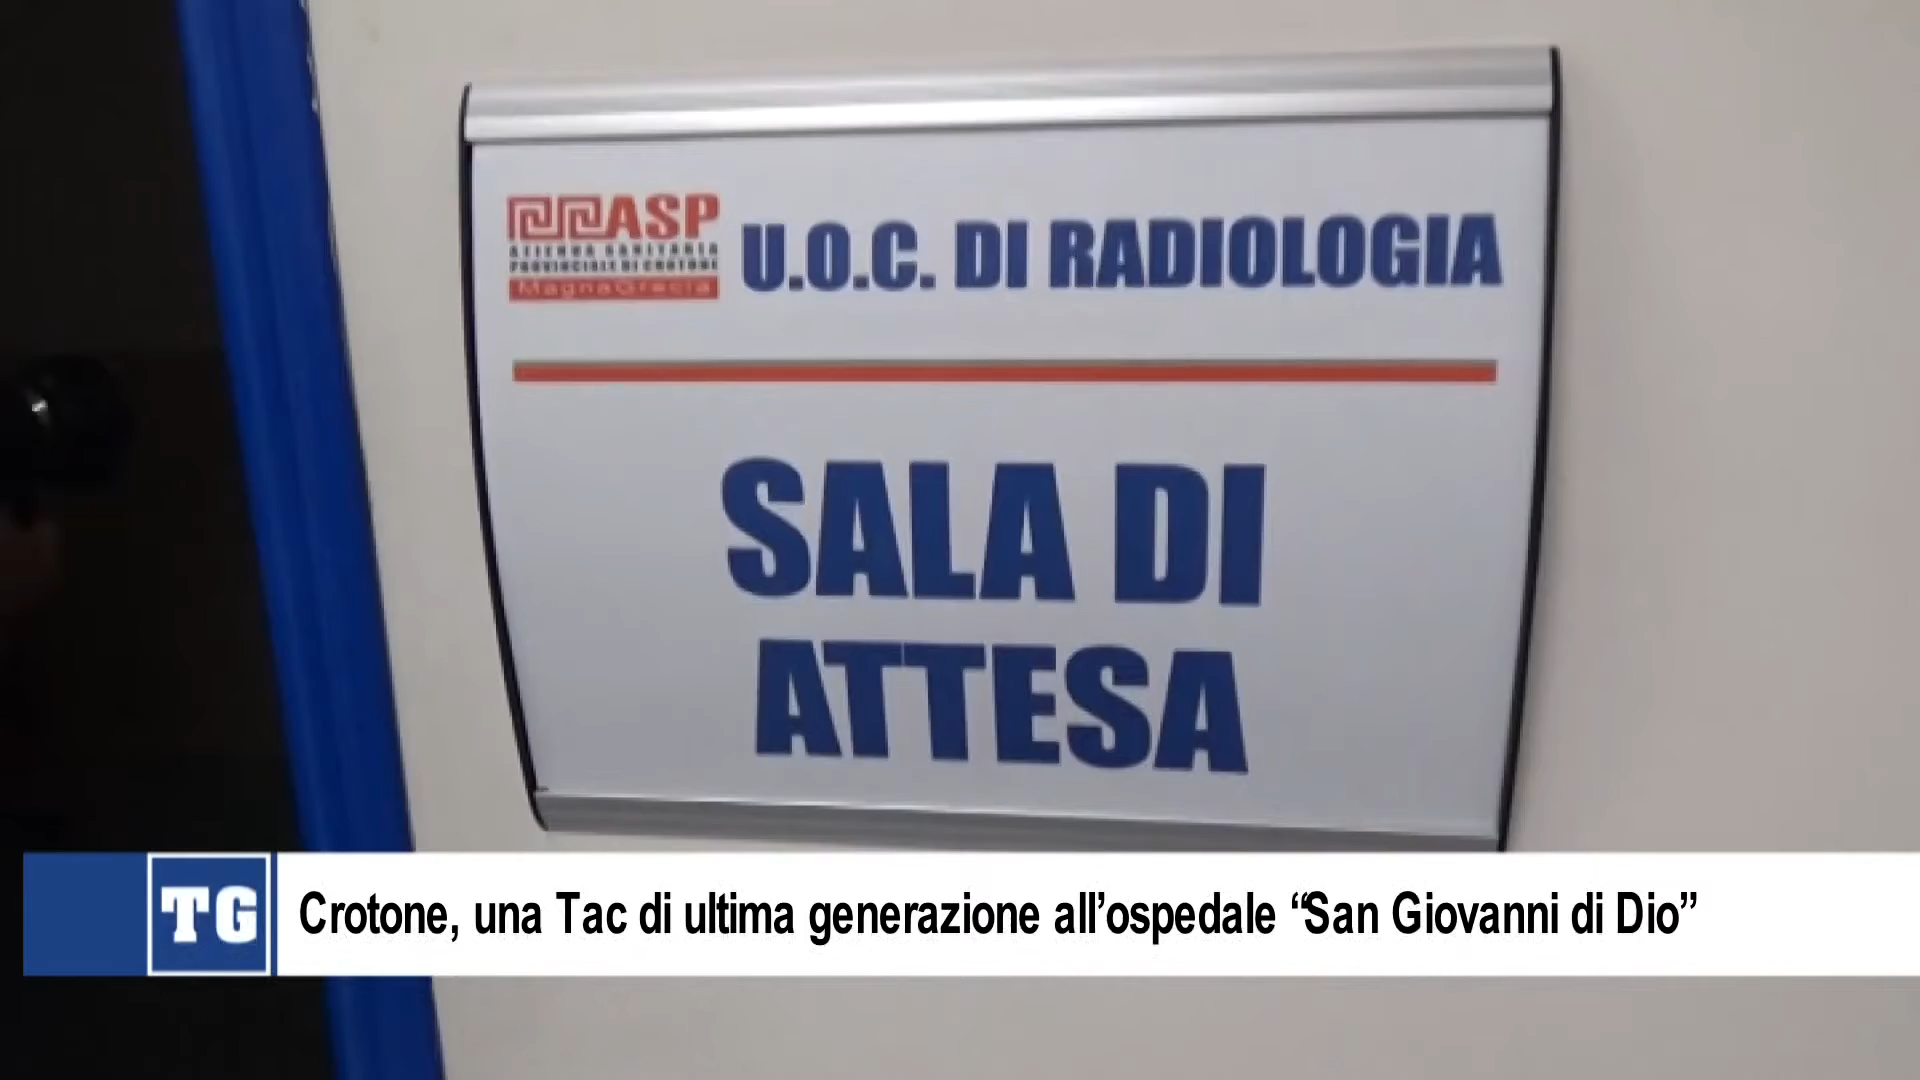 ASP
AZIENDA SANITARIA
PROVINCIALE DI CROTONE
MagnaGrecia
U.O.C. DI RADIOLOGIA
SALA DI
ATTESA
TG
Crotone, una Tac di ultima generazione all’ospedale “San Giovanni di Dio”